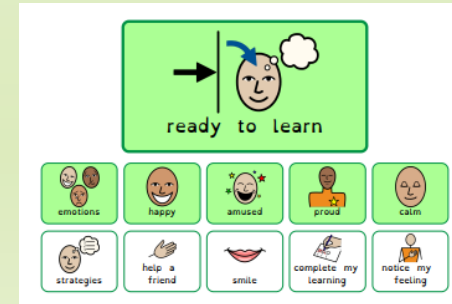 ready to learn
emotions
happy
amused
proud
calm
strategies
help a
friend
smile
complete my
learning
notice my
feeling